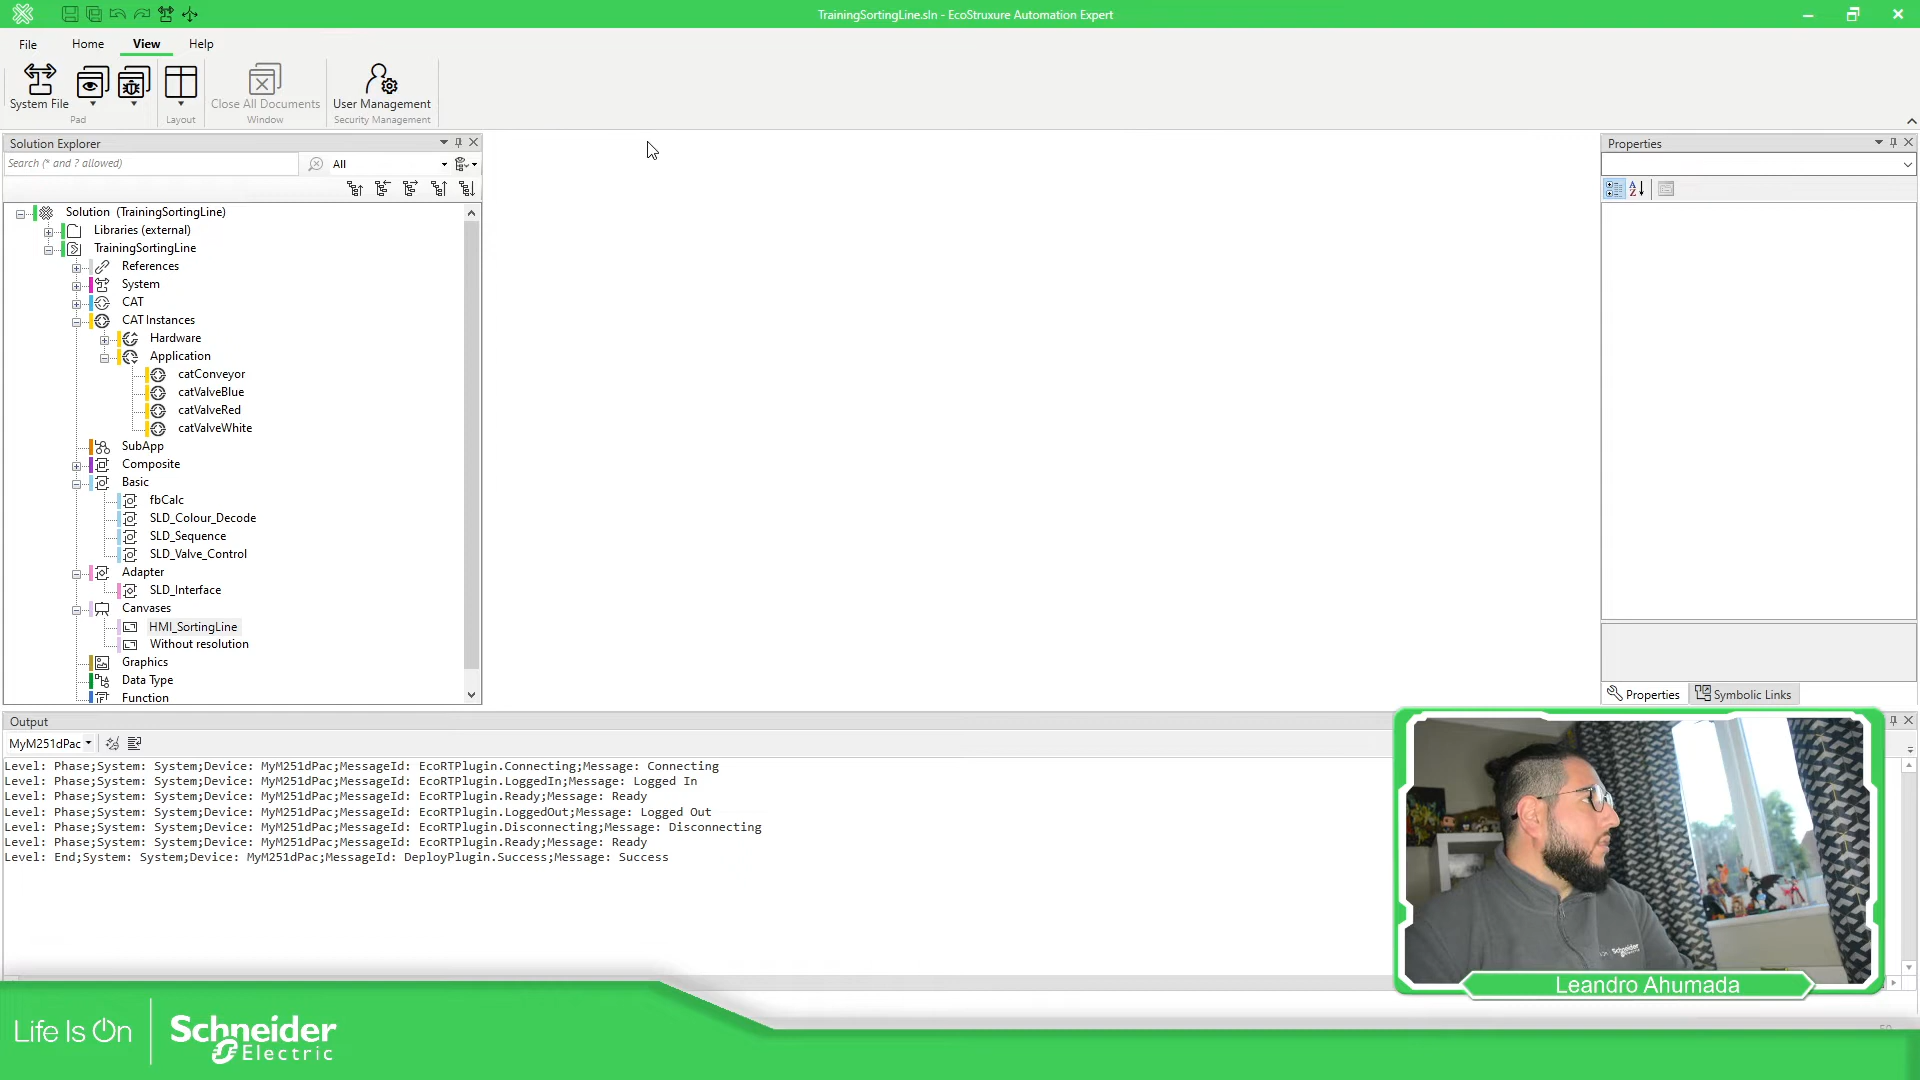 TrainingSortingLine.sln - EcoStruxure Automation Expert
File Home View Help
System File
Close All Documents
User Management
Pad Layout Window Security Management
Solution Explorer
Search (* and ? allowed)
All
Solution (TrainingSortingLine)
Libraries (external)
TrainingSortingLine
References
System
CAT
CAT Instances
Hardware
Application
catConveyor
catValveBlue
catValveRed
catValveWhite
SubApp
Composite
Basic
fbCalc
SLD_Colour_Decode
SLD_Sequence
SLD_Valve_Control
Adapter
SLD_Interface
Canvases
HMI_SortingLine
Without resolution
Graphics
Data Type
Function
Properties
Properties Symbolic Links
Output
MyM251dPac
Level: Phase;System: System;Device: MyM251dPac;MessageId: EcoRTPlugin.Connecting;Message: Connecting
Level: Phase;System: System;Device: MyM251dPac;MessageId: EcoRTPlugin.LoggedIn;Message: Logged In
Level: Phase;System: System;Device: MyM251dPac;MessageId: EcoRTPlugin.Ready;Message: Ready
Level: Phase;System: System;Device: MyM251dPac;MessageId: EcoRTPlugin.LoggedOut;Message: Logged Out
Level: Phase;System: System;Device: MyM251dPac;MessageId: EcoRTPlugin.Disconnecting;Message: Disconnecting
Level: Phase;System: System;Device: MyM251dPac;MessageId: EcoRTPlugin.Ready;Message: Ready
Level: End;System: System;Device: MyM251dPac;MessageId: DeployPlugin.Success;Message: Success
Schneider
Leandro Ahumada
Life Is On
Schneider
Electric